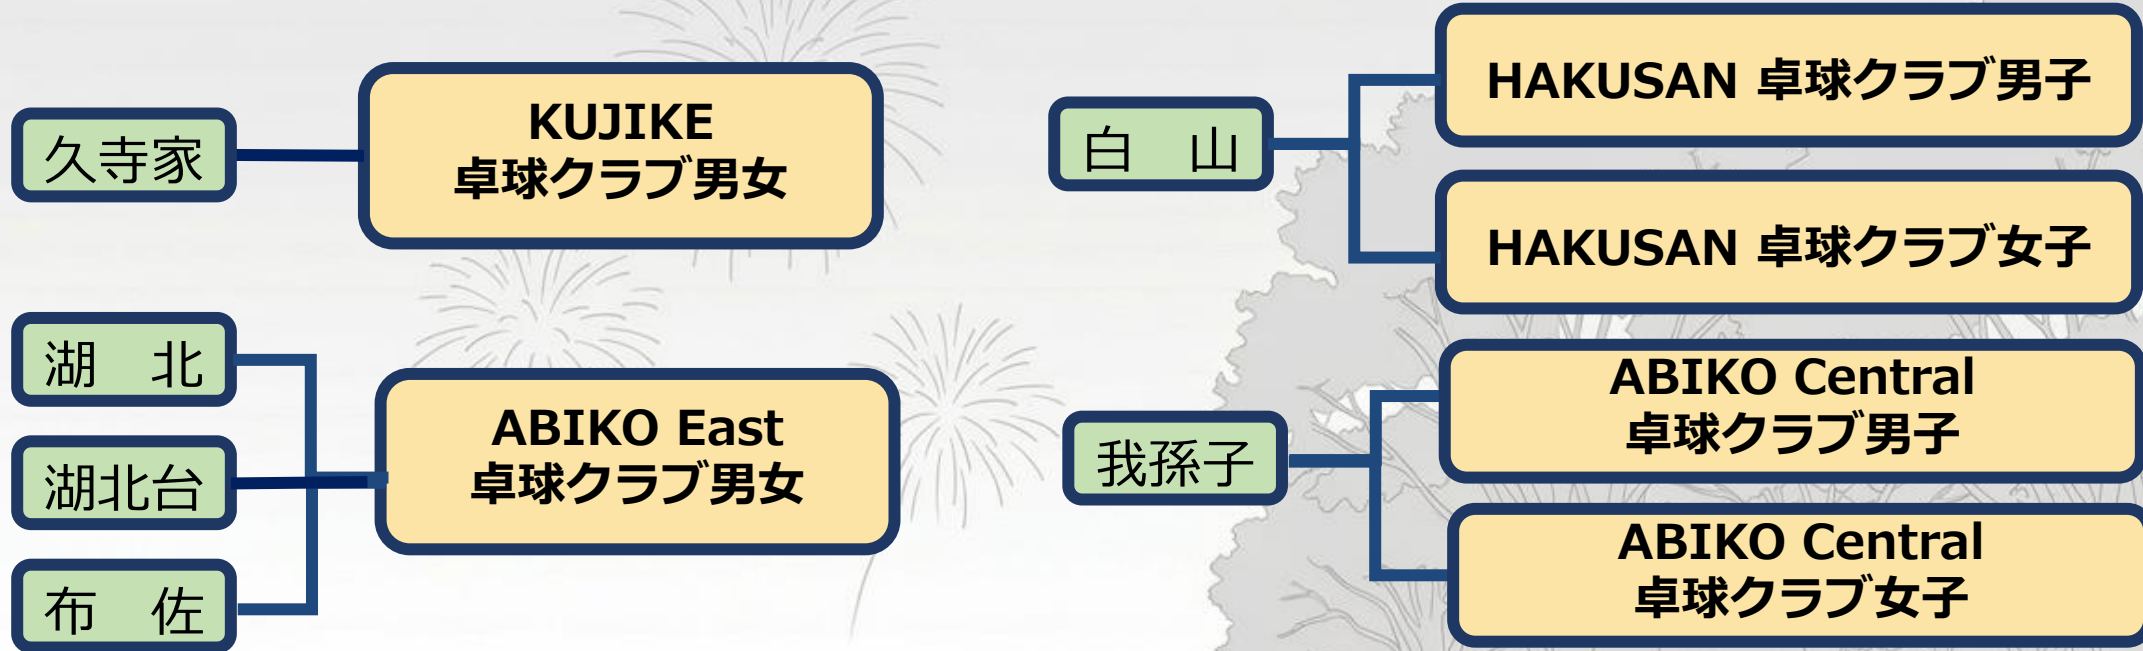 久寺家
KUJIKE
卓球クラブ男女
湖　北
湖北台
布　佐
ABIKO East
卓球クラブ男女
白　山
HAKUSAN 卓球クラブ男子
HAKUSAN 卓球クラブ女子
我孫子
ABIKO Central
卓球クラブ男子
ABIKO Central
卓球クラブ女子